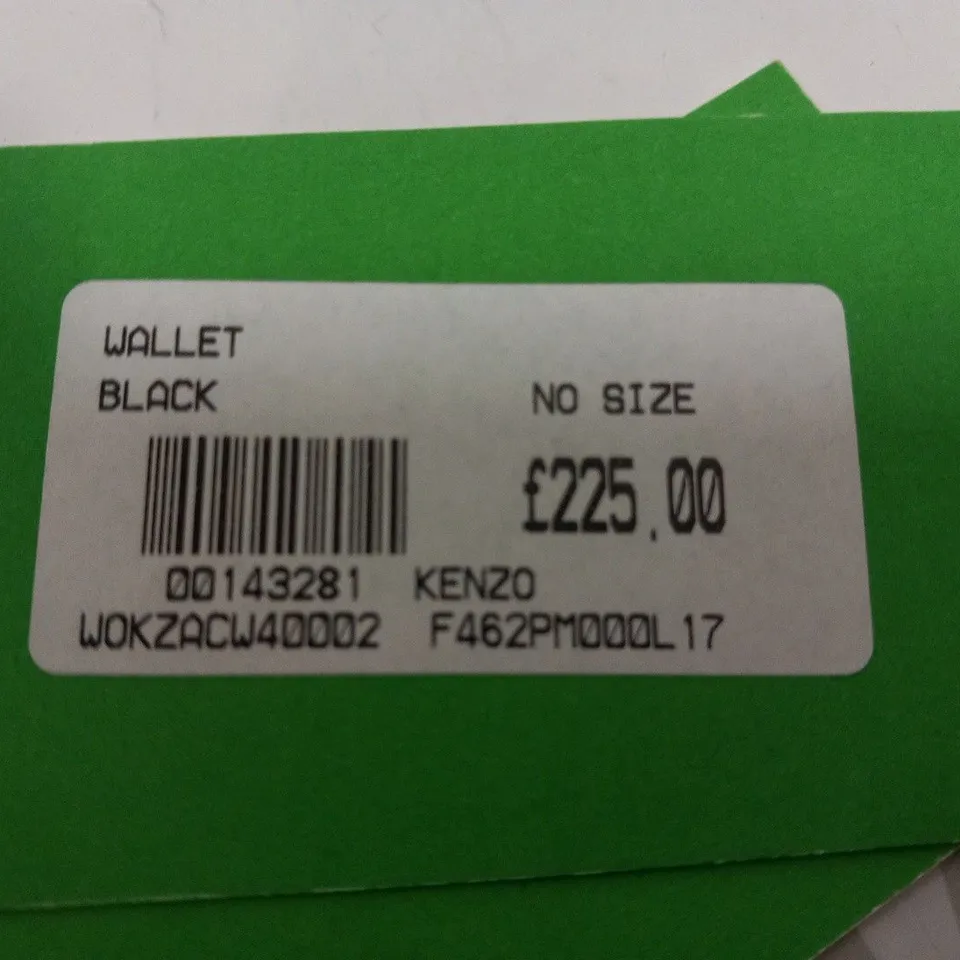 WALLET
BLACK NO SIZE
£225.00
00143281 KENZO
WOKZACW40002 F462PM000L17